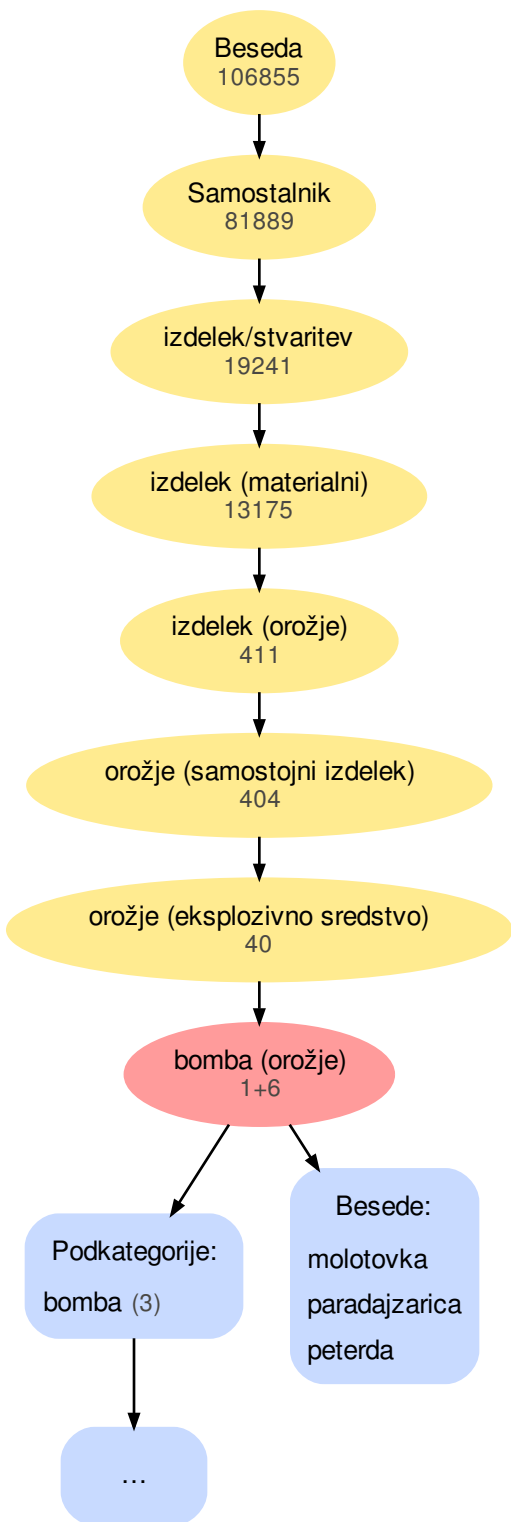 Beseda
106855
Samostalnik
81889
izdelek/stvaritev
19241
izdelek (materialni)
13175
izdelek (orožje)
411
orožje (samostojni izdelek)
404
orožje (eksplozivno sredstvo)
40
bomba (orožje)
1+6
Podkategorije:
bomba (3)
Besede:
molotovka
paradajzarica
peterda
...